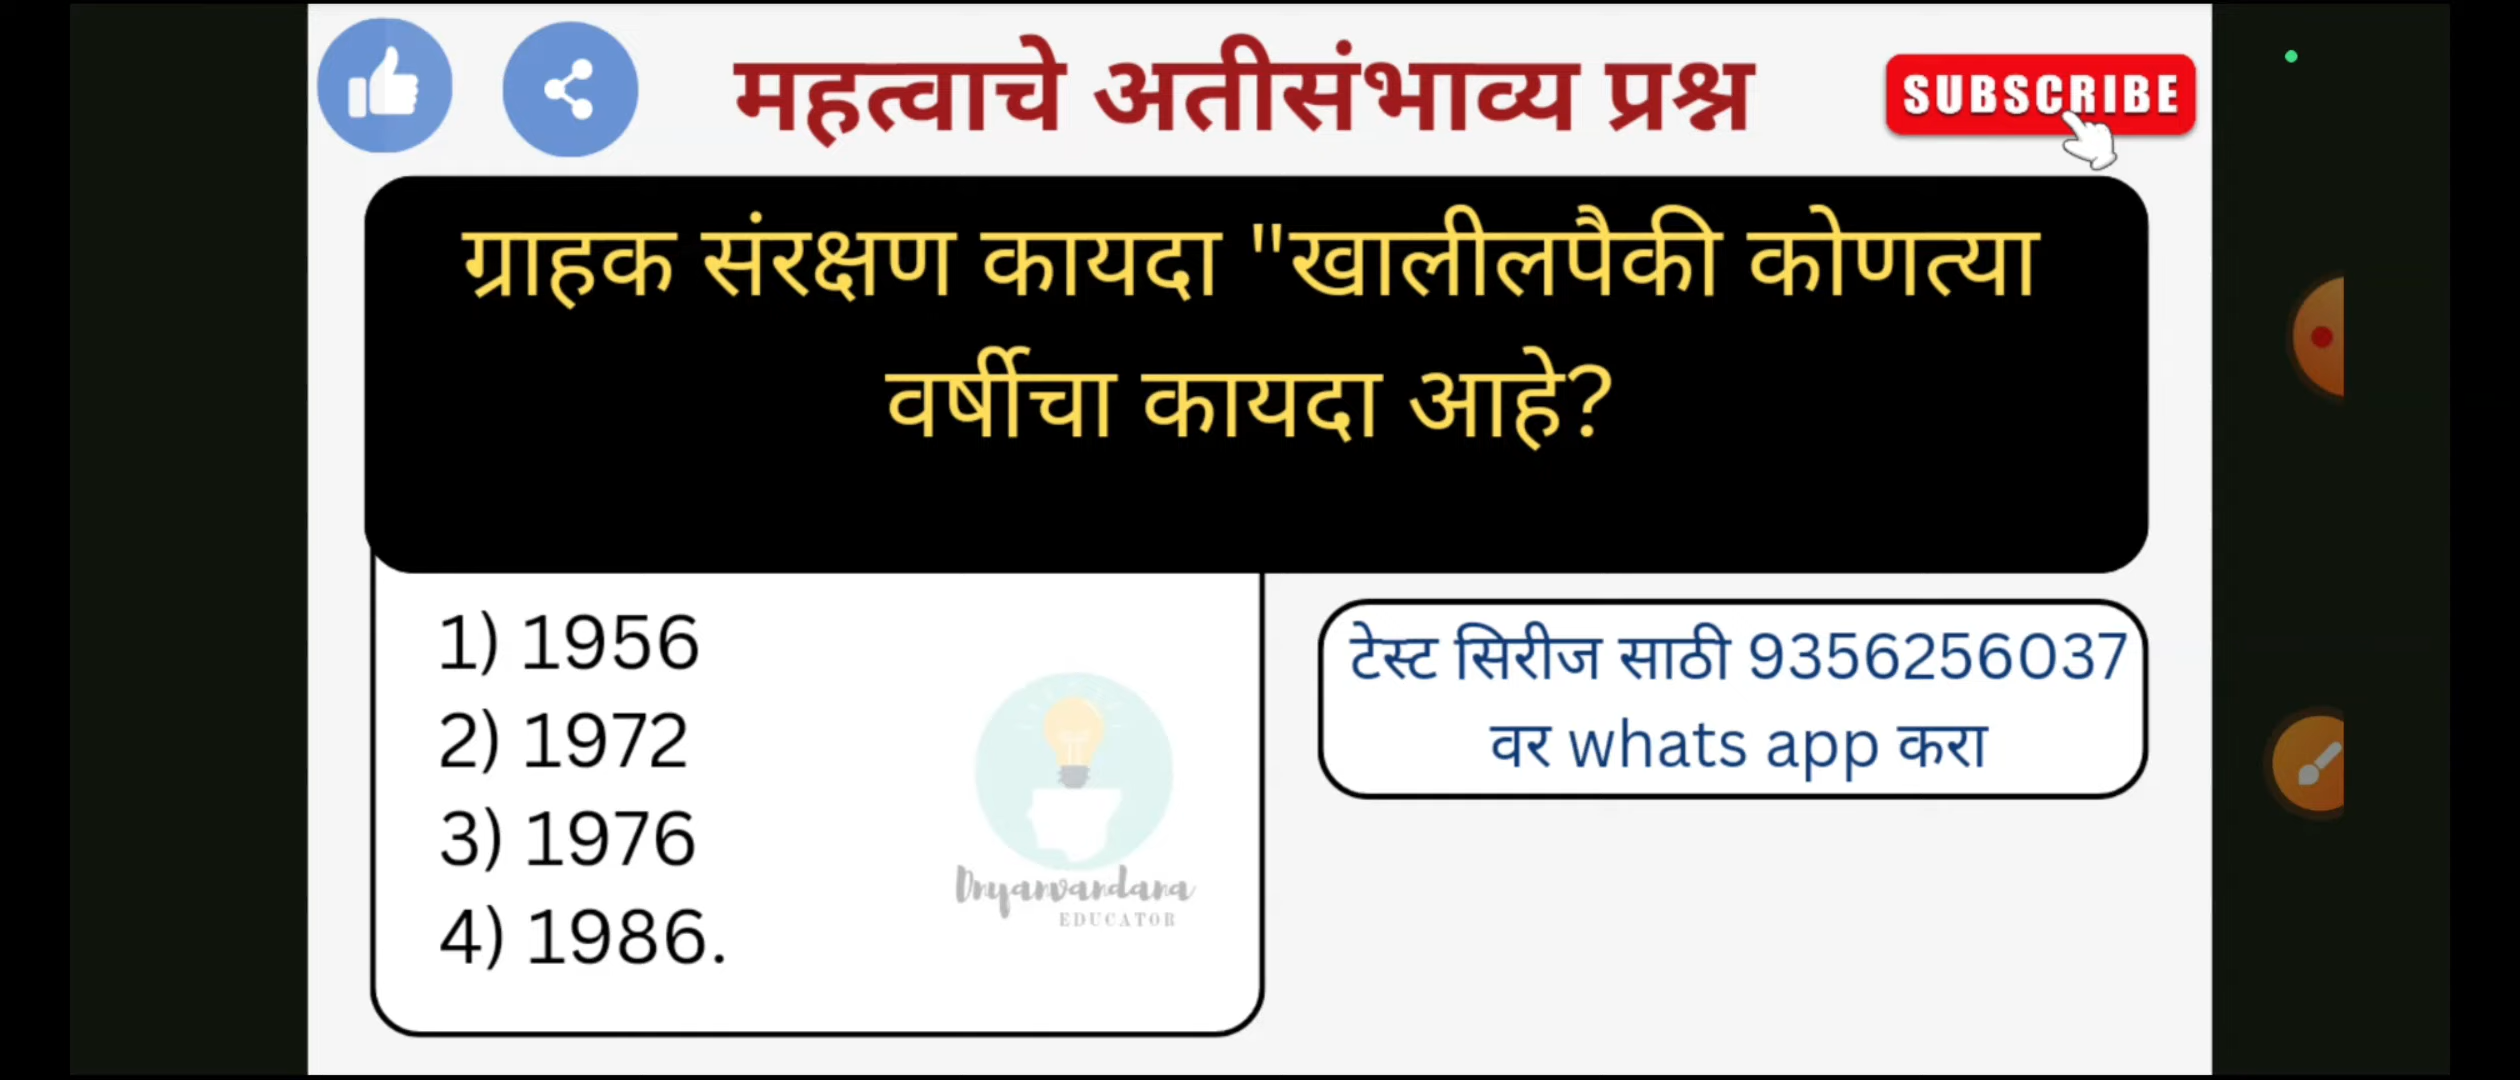 महत्वाचे अतीसंभाव्य प्रश्न
SUBSCRIBE
ग्राहक संरक्षण कायदा "खालीलपैकी कोणत्या
वर्षीचा कायदा आहे?
1) 1956
2) 1972
3) 1976
4) 1986.
Dnyanvandana
EDUCATOR
टेस्ट सिरीज साठी 9356256037
वर whats app करा